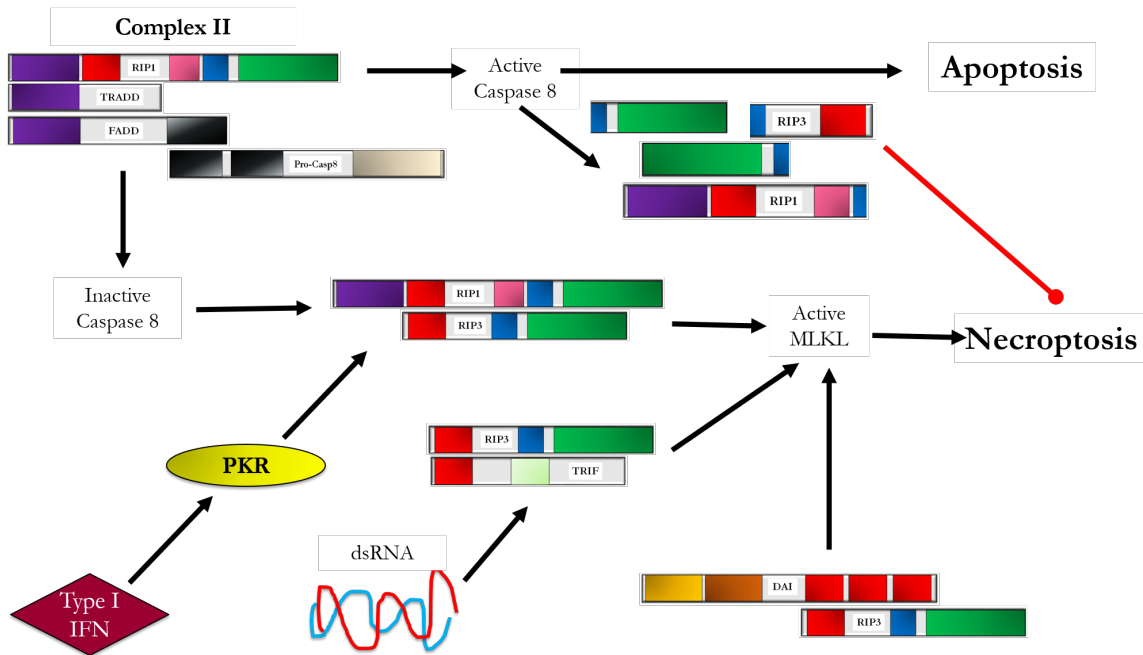 Complex II
RIP1
TRADD
FADD
Pro-Casp8
Active
Caspase 8
Apoptosis
RIP3
RIP1
Inactive
Caspase 8
RIP1
RIP3
Active
MLKL
Necroptosis
PKR
RIP3
TRIF
dsRNA
Type I
IFN
DAI
RIP3